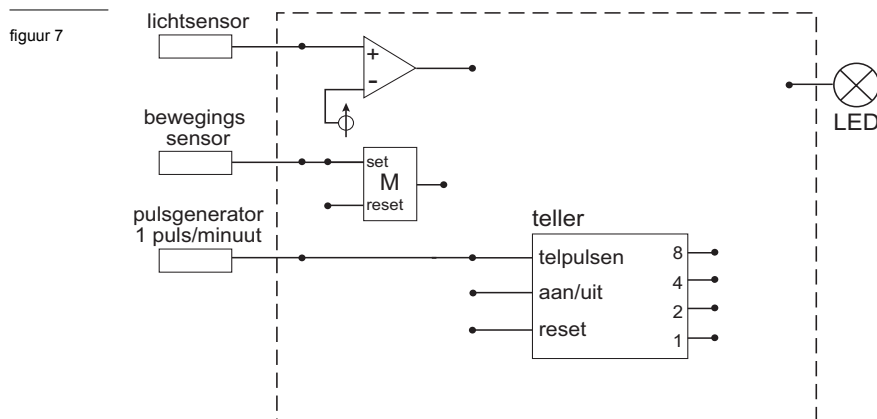 figuur 7
lichtsensor
+
-
bewegings
sensor
set
M
reset
pulsgenerator
1 puls/minuut
teller
telpulsen
aan/uit
reset
8
4
2
1
LED